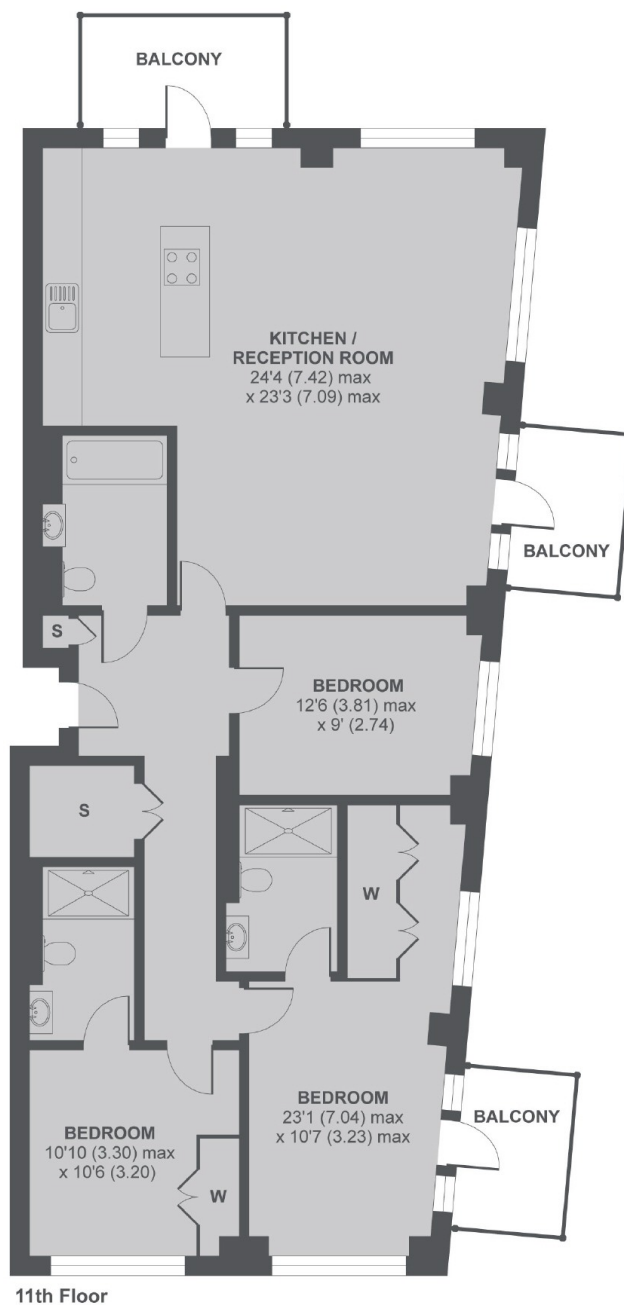 BALCONY
KITCHEN /
RECEPTION ROOM
24'4 (7.42) max
x 23'3 (7.09) max
BALCONY
S
BEDROOM
12'6 (3.81) max
x 9' (2.74)
S
W
BEDROOM
23'1 (7.04) max
x 10'7 (3.23) max
BALCONY
BEDROOM
10'10 (3.30) max
x 10'6 (3.20)
W
11th Floor